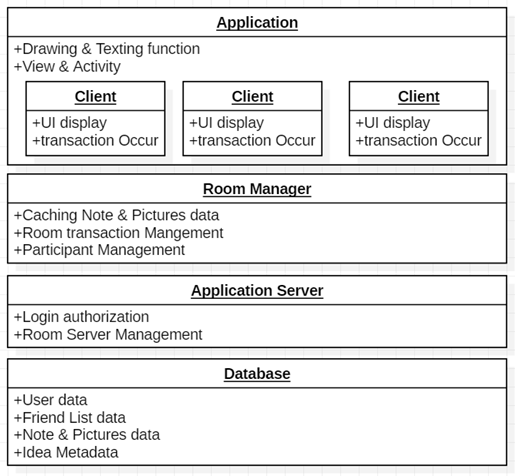 Application
+Drawing & Texting function
+View & Activity
Client
+UI display
+transaction Occur
Client
+UI display
+transaction Occur
Client
+UI display
+transaction Occur
Room Manager
+Caching Note & Pictures data
+Room transaction Mangement
+Participant Management
Application Server
+Login authorization
+Room Server Management
Database
+User data
+Friend List data
+Note & Pictures data
+Idea Metadata